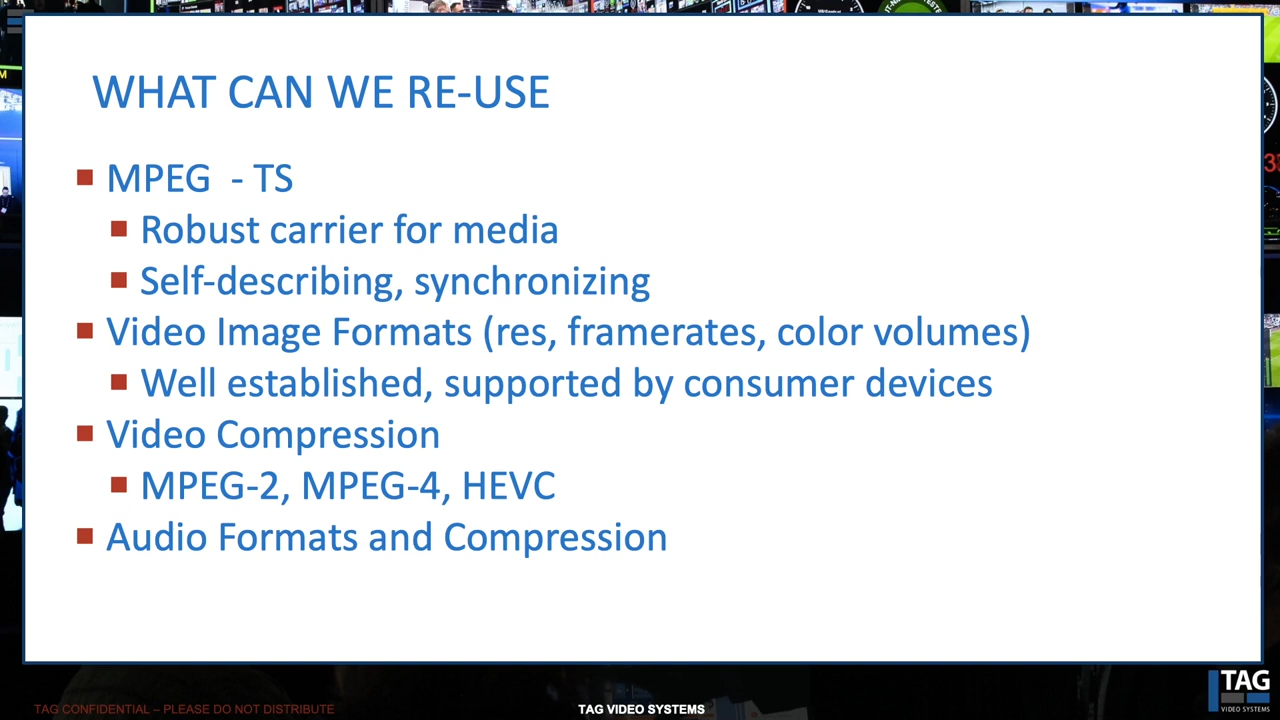 WHAT CAN WE RE-USE
MPEG - TS
Robust carrier for media
Self-describing, synchronizing
Video Image Formats (res, framerates, color volumes)
Well established, supported by consumer devices
Video Compression
MPEG-2, MPEG-4, HEVC
Audio Formats and Compression
TAG CONFIDENTIAL – PLEASE DO NOT DISTRIBUTE
TAG VIDEO SYSTEMS
TAG
VIDEO SYSTEMS